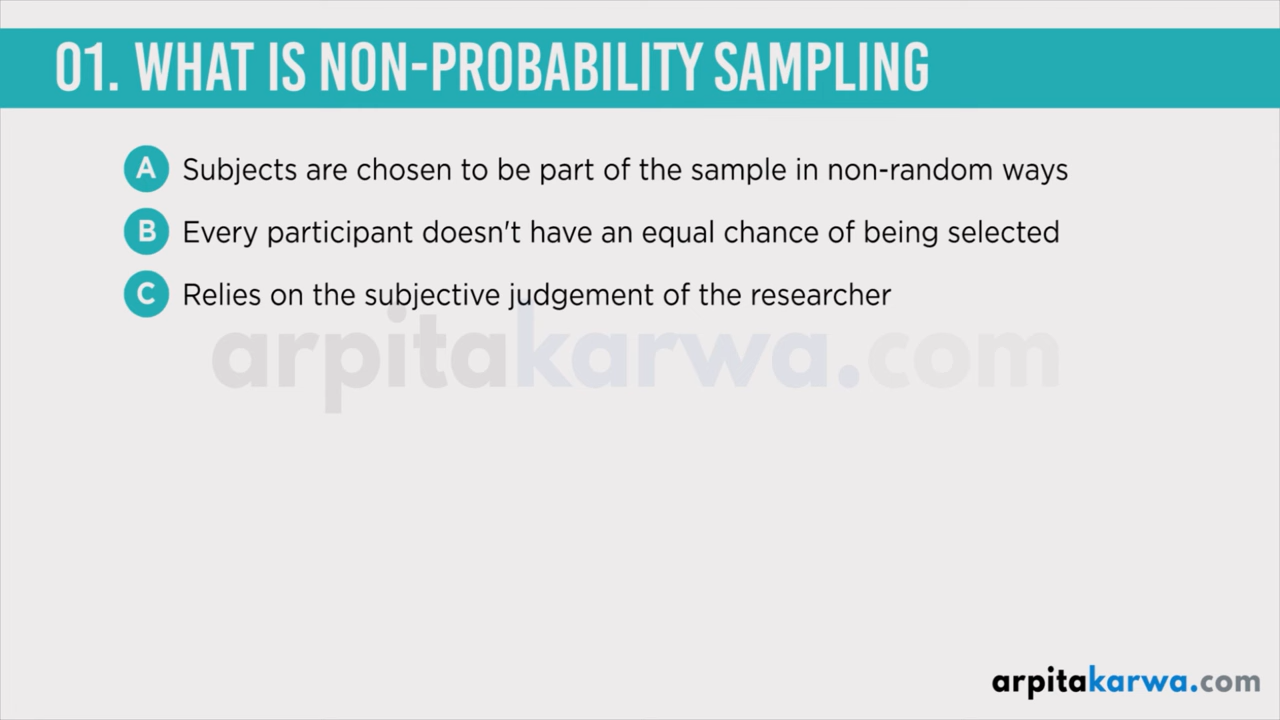 01. WHAT IS NON-PROBABILITY SAMPLING
A Subjects are chosen to be part of the sample in non-random ways
B Every participant doesn't have an equal chance of being selected
C Relies on the subjective judgement of the researcher
arpitakarwa.com
arpitakarwa.com